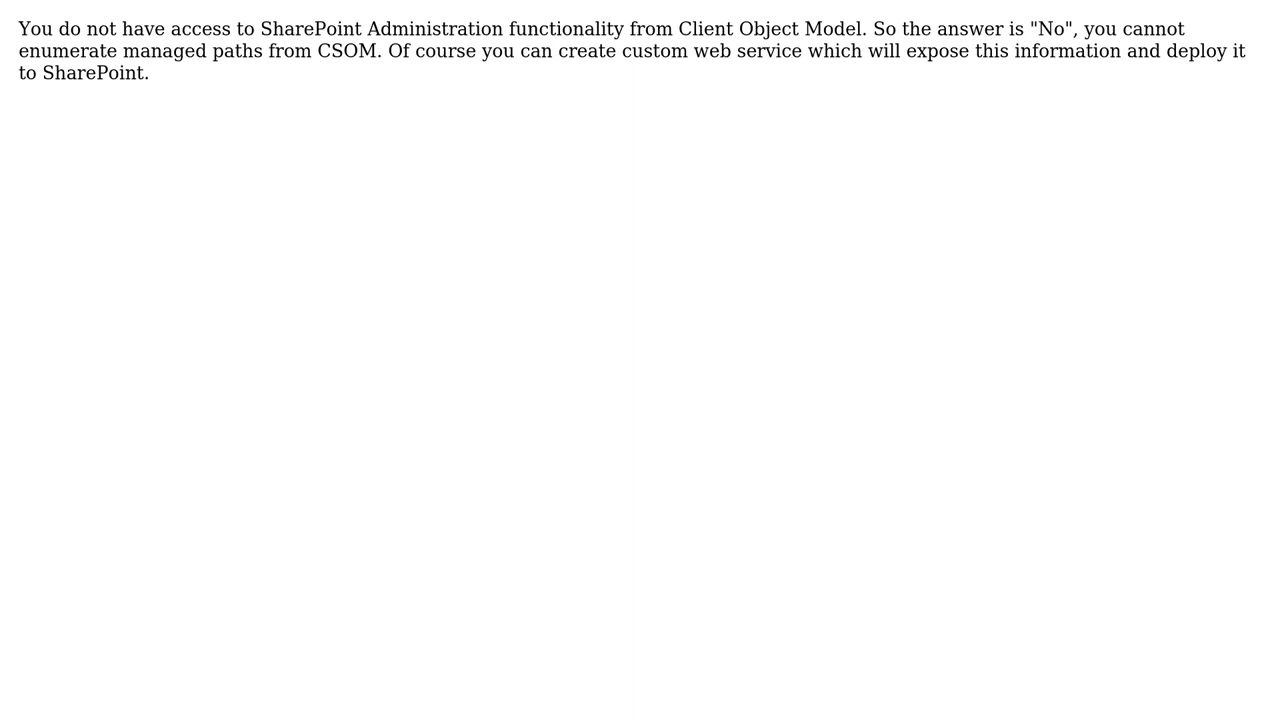 You do not have access to SharePoint Administration functionality from Client Object Model. So the answer is "No", you cannot
enumerate managed paths from CSOM. Of course you can create custom web service which will expose this information and deploy it
to SharePoint.